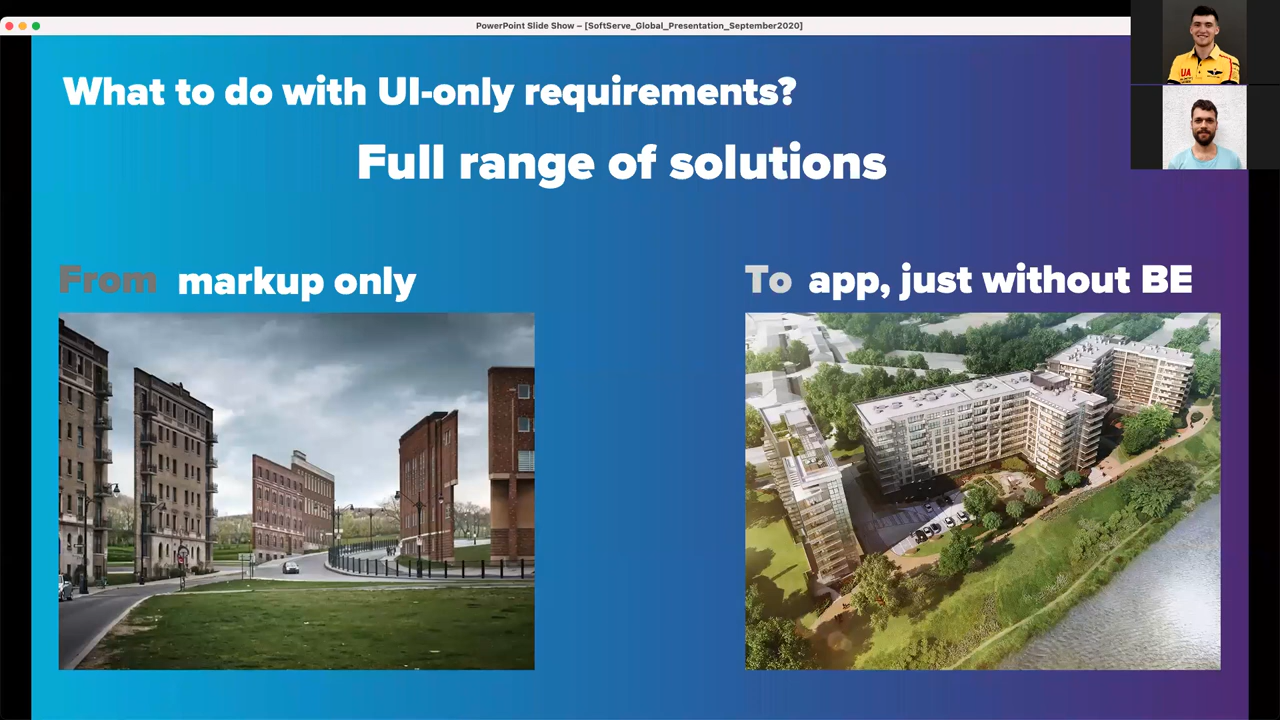 PowerPoint Slide Show – [SoftServe_Global_Presentation_September2020]
What to do with UI-only requirements?
Full range of solutions
From markup only
To app, just without BE
UA